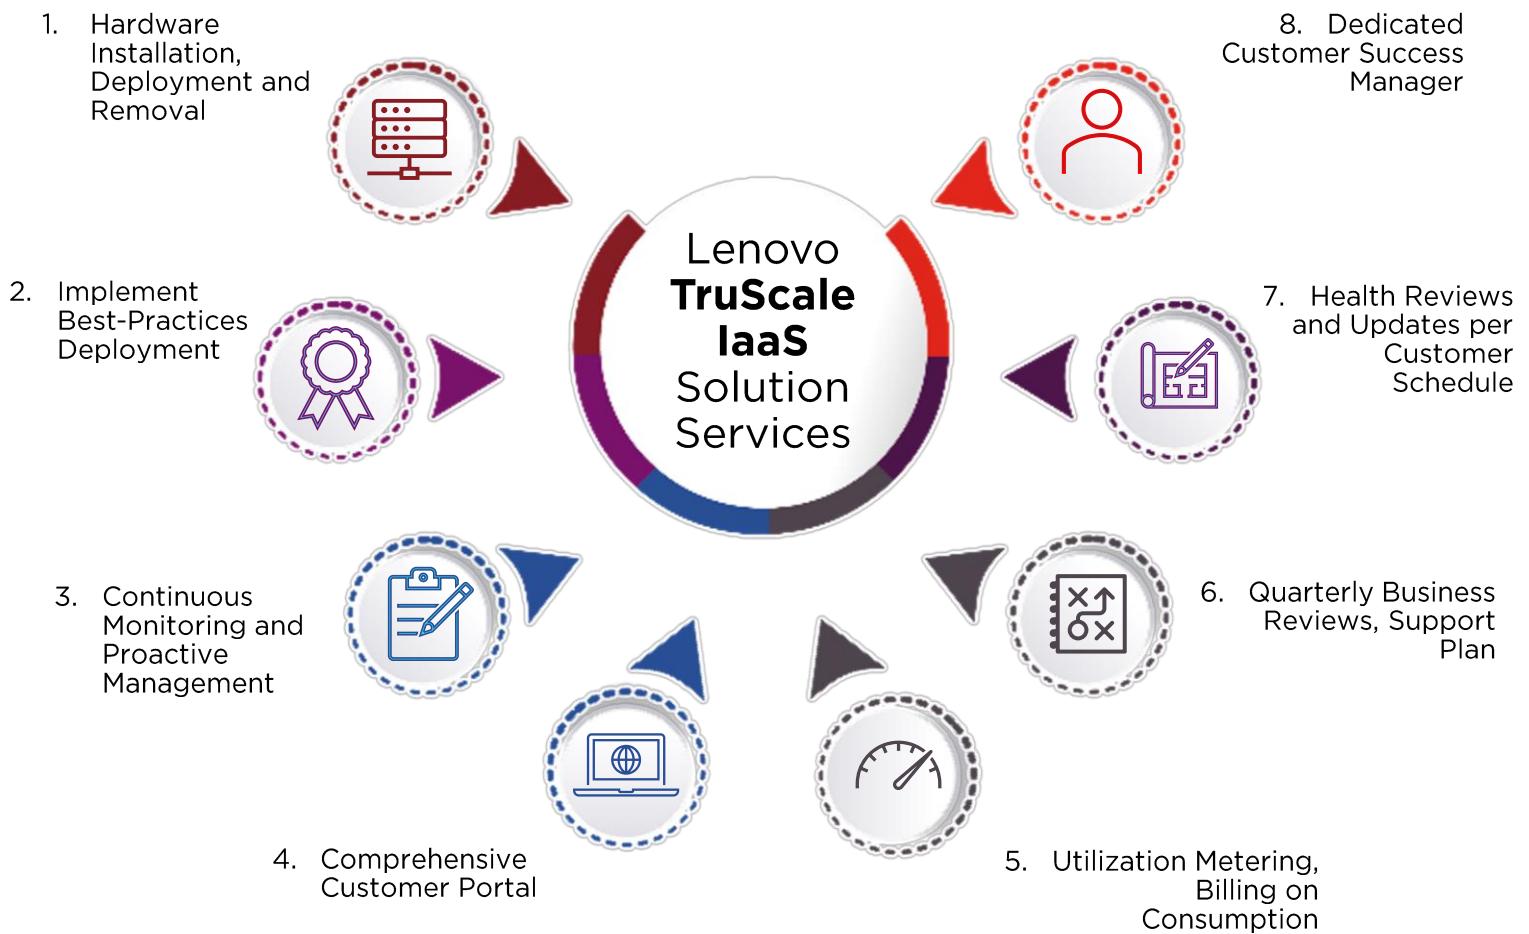 1. Hardware
Installation,
Deployment and
Removal
2. Implement
Best-Practices
Deployment
3. Continuous
Monitoring and
Proactive
Management
4. Comprehensive
Customer Portal
Lenovo
TruScale
IaaS
Solution
Services
5. Utilization Metering,
Billing on
Consumption
6. Quarterly Business
Reviews, Support
Plan
7. Health Reviews
and Updates per
Customer
Schedule
8. Dedicated
Customer Success
Manager